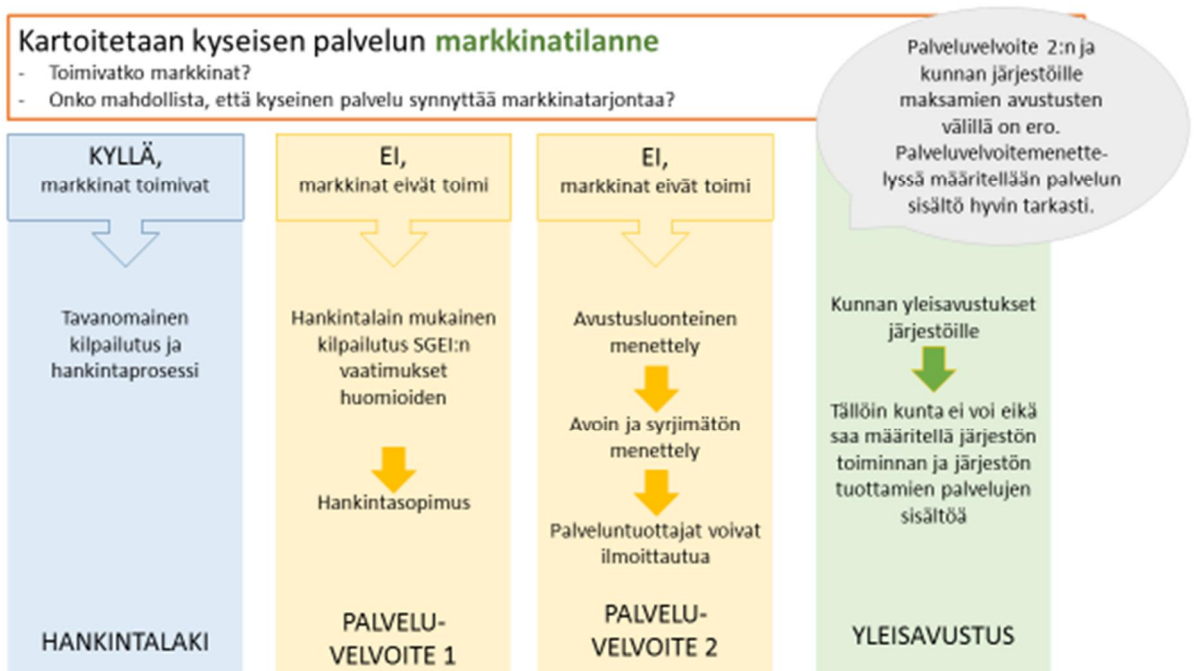 Kartoitetaan kyseisen palvelun markkinatilanne
- Toimivatko markkinat?
- Onko mahdollista, että kyseinen palvelu synnyttää markkinatarjontaa?
Palveluvelvoite 2:n ja
kunnan järjestöille
maksamien avustusten
välillä on ero.
Palveluvelvoitemenette-
lyssä määritellään palvelun
sisältö hyvin tarkasti.
KYLLÄ,
markkinat toimivat
Tavanomainen
kilpailutus ja
hankintaprosessi
HANKINTALAKI
EI,
markkinat eivät toimi
Hankintalain mukainen
kilpailutus SGEI:n
vaatimukset
huomioiden
Hankintasopimus
PALVELU-
VELVOITE 1
EI,
markkinat eivät toimi
Avustusluonteinen
menettely
Avoin ja syrjimätön
menettely
Palveluntuottajat voivat
ilmoittautua
PALVELU-
VELVOITE 2
Kunnan yleisavustukset
järjestöille
Tällöin kunta ei voi eikä
saa määritellä järjestön
toiminnan ja järjestön
tuottamien palvelujen
sisältöä
YLEISAVUSTUS